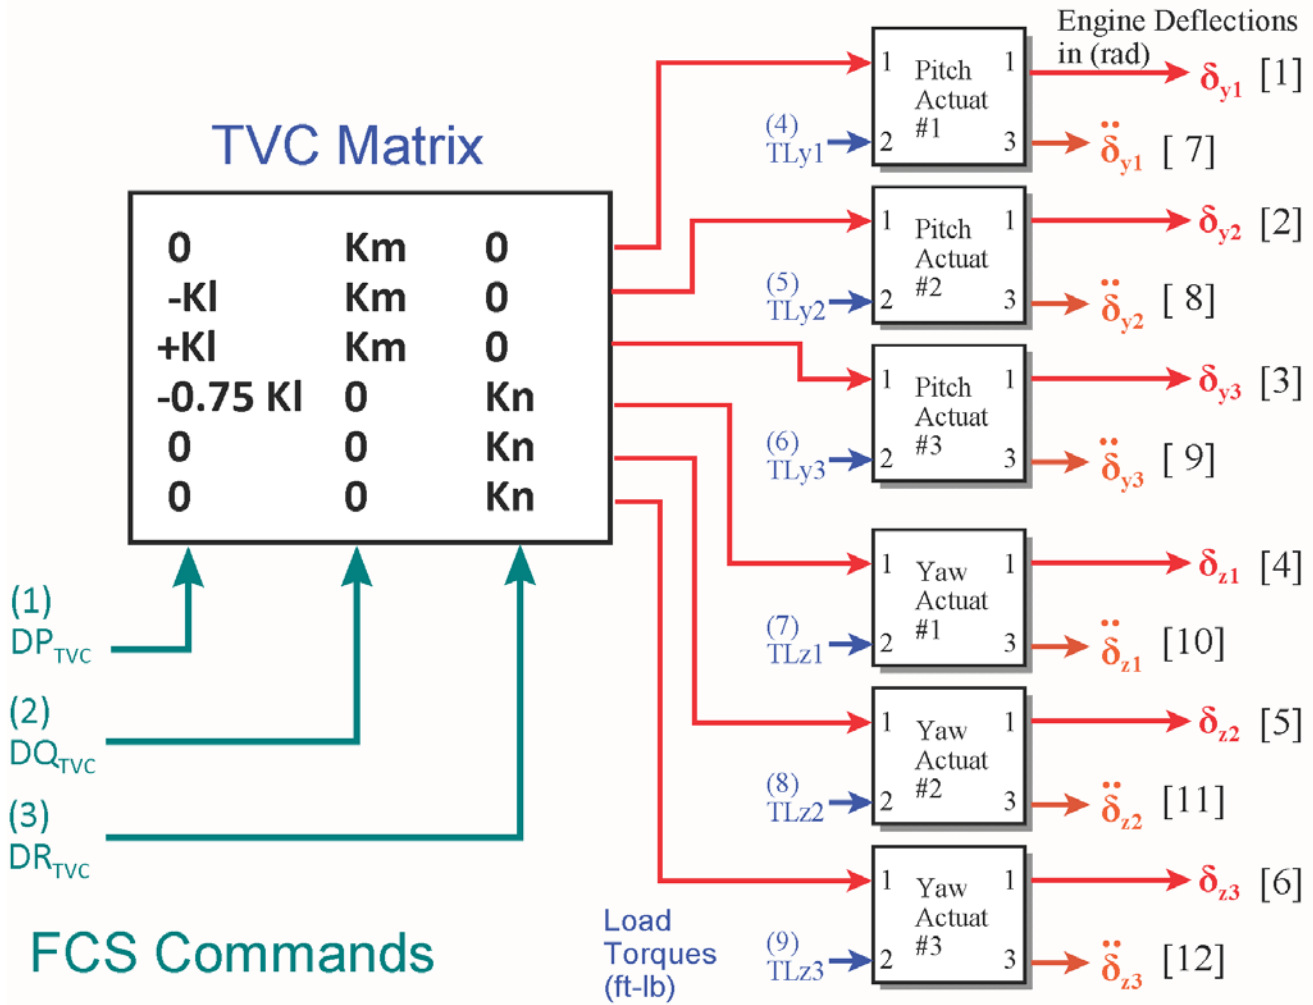 Engine Deflections
in (rad)
TVC Matrix
0 Km 0
-Kl Km 0
+Kl Km 0
-0.75 Kl 0 Kn
0 0 Kn
0 0 Kn
(1)
DP_TVC
(2)
DQ_TVC
(3)
DR_TVC
FCS Commands
Load
Torques
(ft-lb)
(4)
TLy1
1 Pitch 1
Actuat
#1
2 3
δy1 [1]
δ̈y1 [ 7]
(5)
TLy2
1 Pitch 1
Actuat
#2
2 3
δy2 [2]
δ̈y2 [ 8]
(6)
TLy3
1 Pitch 1
Actuat
#3
2 3
δy3 [3]
δ̈y3 [ 9]
(7)
TLz1
1 Yaw 1
Actuat
#1
2 3
δz1 [4]
δ̈z1 [10]
(8)
TLz2
1 Yaw 1
Actuat
#2
2 3
δz2 [5]
δ̈z2 [11]
(9)
TLz3
1 Yaw 1
Actuat
#3
2 3
δz3 [6]
δ̈z3 [12]